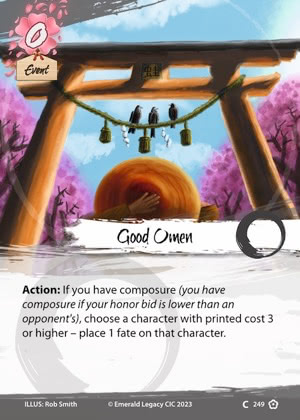 0
Event
Good Omen
Action: If you have composure (you have
composure if your honor bid is lower than an
opponent's), choose a character with printed cost 3
or higher – place 1 fate on that character.
ILLUS: Rob Smith
© Emerald Legacy CIC 2023
C 249